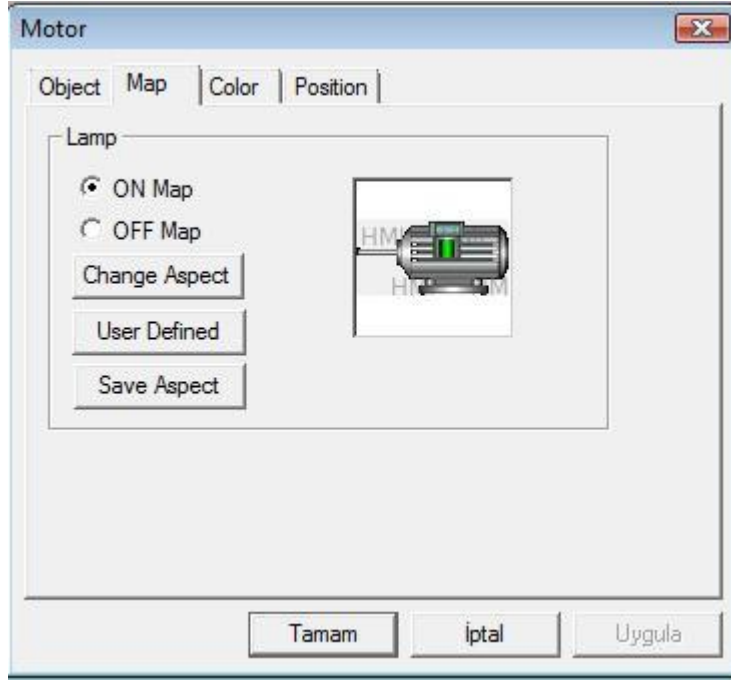 Motor
Object Map Color Position
Lamp
ON Map
OFF Map
Change Aspect
User Defined
Save Aspect
Tamam İptal Uygula